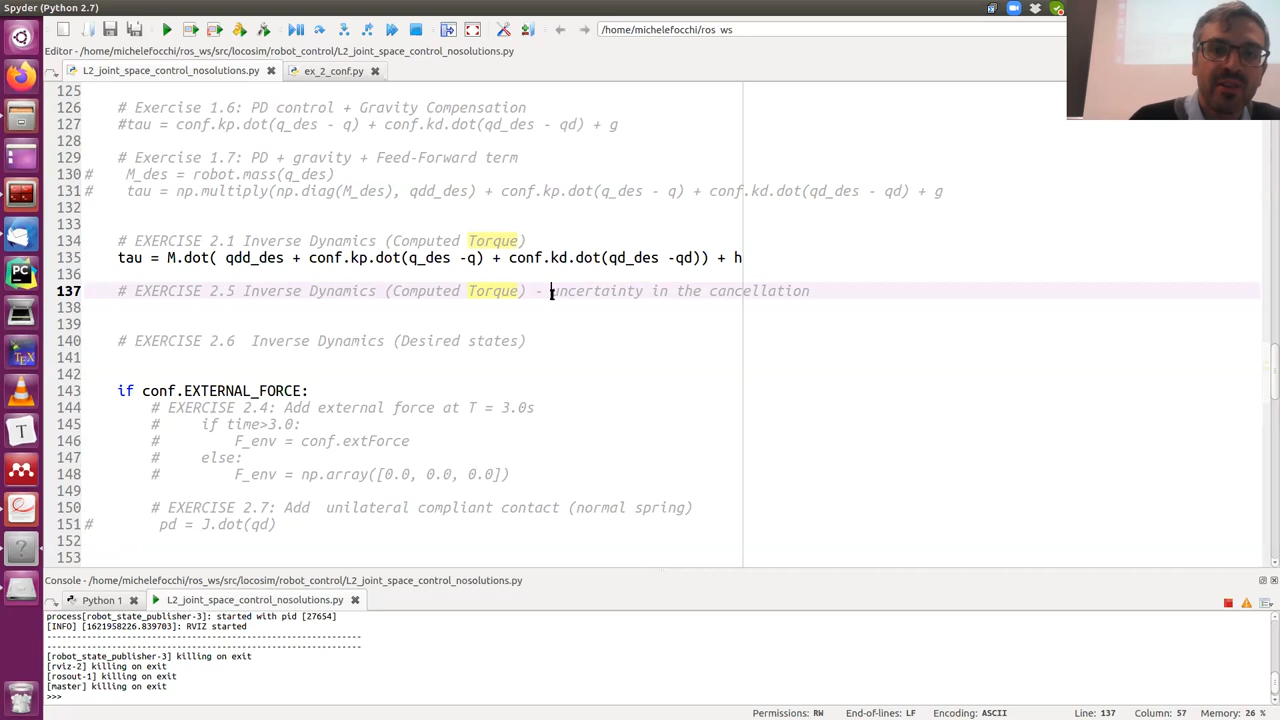 Spyder (Python 2.7)
/home/michelefocchi/ros_ws
Editor - /home/michelefocchi/ros_ws/src/locosim/robot_control/L2_joint_space_control_nosolutions.py
L2_joint_space_control_nosolutions.py
ex_2_conf.py
125
126 # Exercise 1.6: PD control + Gravity Compensation
127 #tau = conf.kp.dot(q_des - q) + conf.kd.dot(qd_des - qd) + g
128
129 # Exercise 1.7: PD + gravity + Feed-Forward term
130 # M_des = robot.mass(q_des)
131 # tau = np.multiply(np.diag(M_des), qdd_des) + conf.kp.dot(q_des - q) + conf.kd.dot(qd_des - qd) + g
132
133
134 # EXERCISE 2.1 Inverse Dynamics (Computed Torque)
135 tau = M.dot( qdd_des + conf.kp.dot(q_des -q) + conf.kd.dot(qd_des -qd)) + h
136
137 # EXERCISE 2.5 Inverse Dynamics (Computed Torque) - uncertainty in the cancellation
138
139
140 # EXERCISE 2.6  Inverse Dynamics (Desired states)
141
142
143 if conf.EXTERNAL_FORCE:
144 # EXERCISE 2.4: Add external force at T = 3.0s
145 # if time>3.0:
146 # F_env = conf.extForce
147 # else:
148 # F_env = np.array([0.0, 0.0, 0.0])
149
150 # EXERCISE 2.7: Add  unilateral compliant contact (normal spring)
151 # pd = J.dot(qd)
152
153
Console - /home/michelefocchi/ros_ws/src/locosim/robot_control/L2_joint_space_control_nosolutions.py
Python 1
L2_joint_space_control_nosolutions.py
process[robot_state_publisher-3]: started with pid [27654]
[INFO] [1621958226.839703]: RVIZ started
------------------------------------------------------------
------------------------------------------------------------
[robot_state_publisher-3] killing on exit
[rviz-2] killing on exit
[rosout-1] killing on exit
[master] killing on exit
>>>
Permissions: RW End-of-lines: LF Encoding: ASCII Line: 137 Column: 57 Memory: 26 %